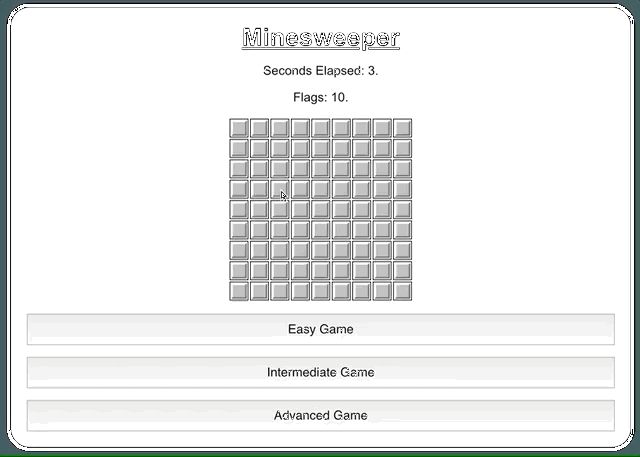 Minesweeper
Seconds Elapsed: 3.
Flags: 10.
Easy Game
Intermediate Game
Advanced Game